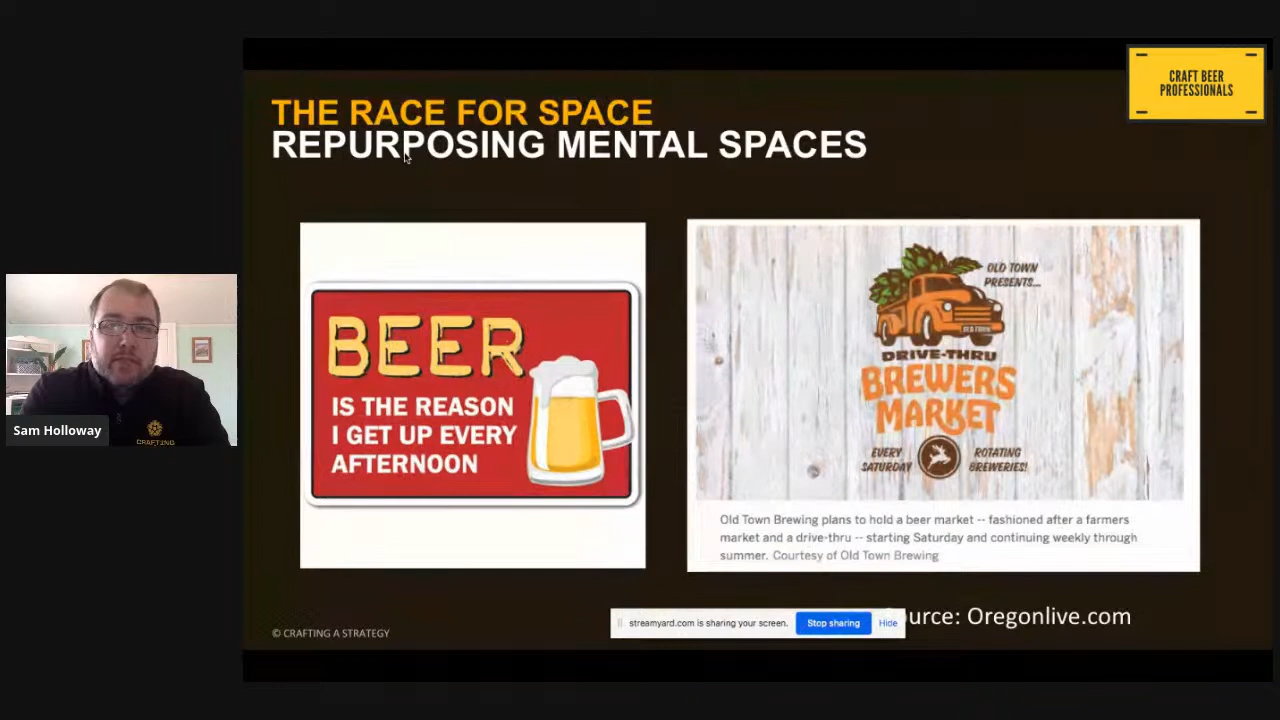 CRAFT BEER
PROFESSIONALS
THE RACE FOR SPACE
REPURPOSING MENTAL SPACES
BEER
IS THE REASON
I GET UP EVERY
AFTERNOON
OLD TOWN
PRESENTS...
DRIVE-THRU
BREWERS
MARKET
EVERY
SATURDAY
ROTATING
BREWERIES!
Old Town Brewing plans to hold a beer market -- fashioned after a farmers
market and a drive-thru -- starting Saturday and continuing weekly through
summer. Courtesy of Old Town Brewing
Sam Holloway
CRAFTING
streamyard.com is sharing your screen. Stop sharing Hide
urce: Oregonlive.com
© CRAFTING A STRATEGY